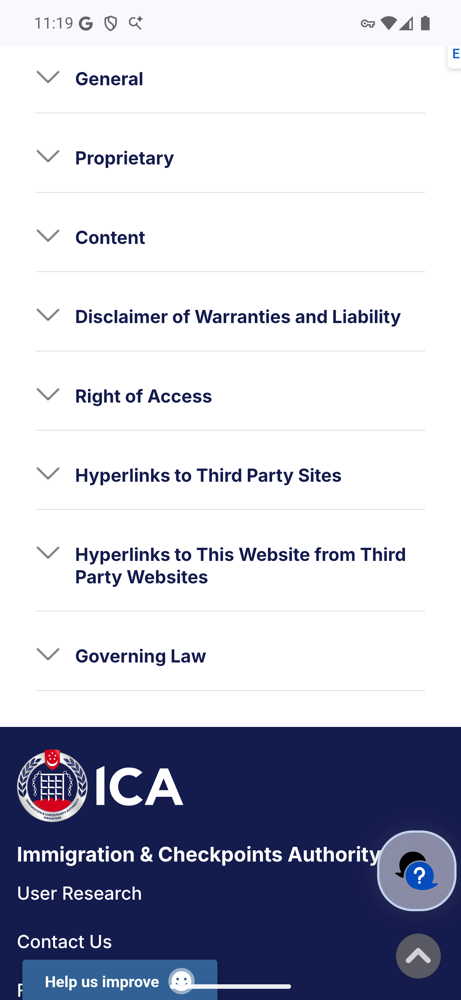 11:19
E
General
Proprietary
Content
Disclaimer of Warranties and Liability
Right of Access
Hyperlinks to Third Party Sites
Hyperlinks to This Website from Third
Party Websites
Governing Law
IMMIGRATION & CHECKPOINTS AUTHORITY
SINGAPORE
ICA
Immigration & Checkpoints Authority
User Research
Contact Us
Help us improve